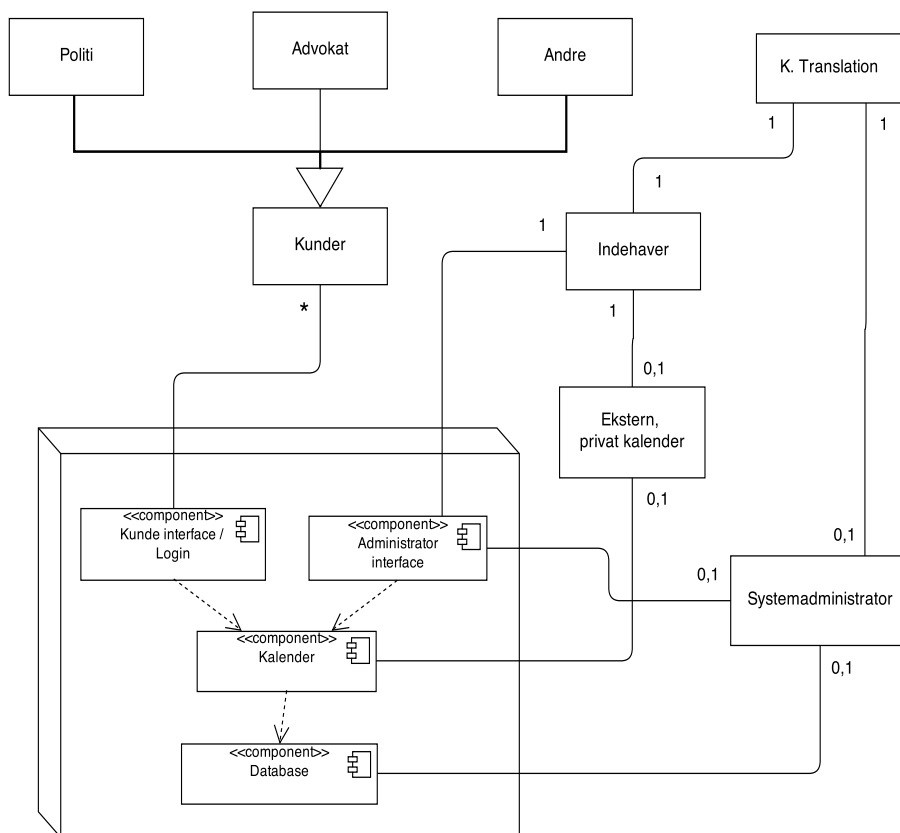 Politi
Advokat
Andre
K. Translation
1
1
1
Kunder
1
Indehaver
*
1
0,1
Ekstern,
privat kalender
0,1
<<component>>
Kunde interface /
Login
<<component>>
Administrator
interface
0,1
0,1
Systemadministrator
<<component>>
Kalender
0,1
<<component>>
Database